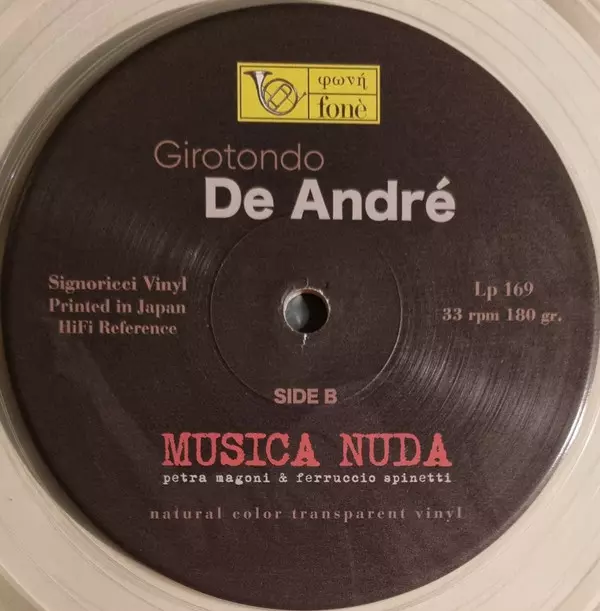 φωνή
fonè
Girotondo
De André
Signoricci Vinyl
Printed in Japan
HiFi Reference
Lp 169
33 rpm 180 gr.
SIDE B
MUSICA NUDA
petra magoni & ferruccio spinetti
natural color transparent vinyl